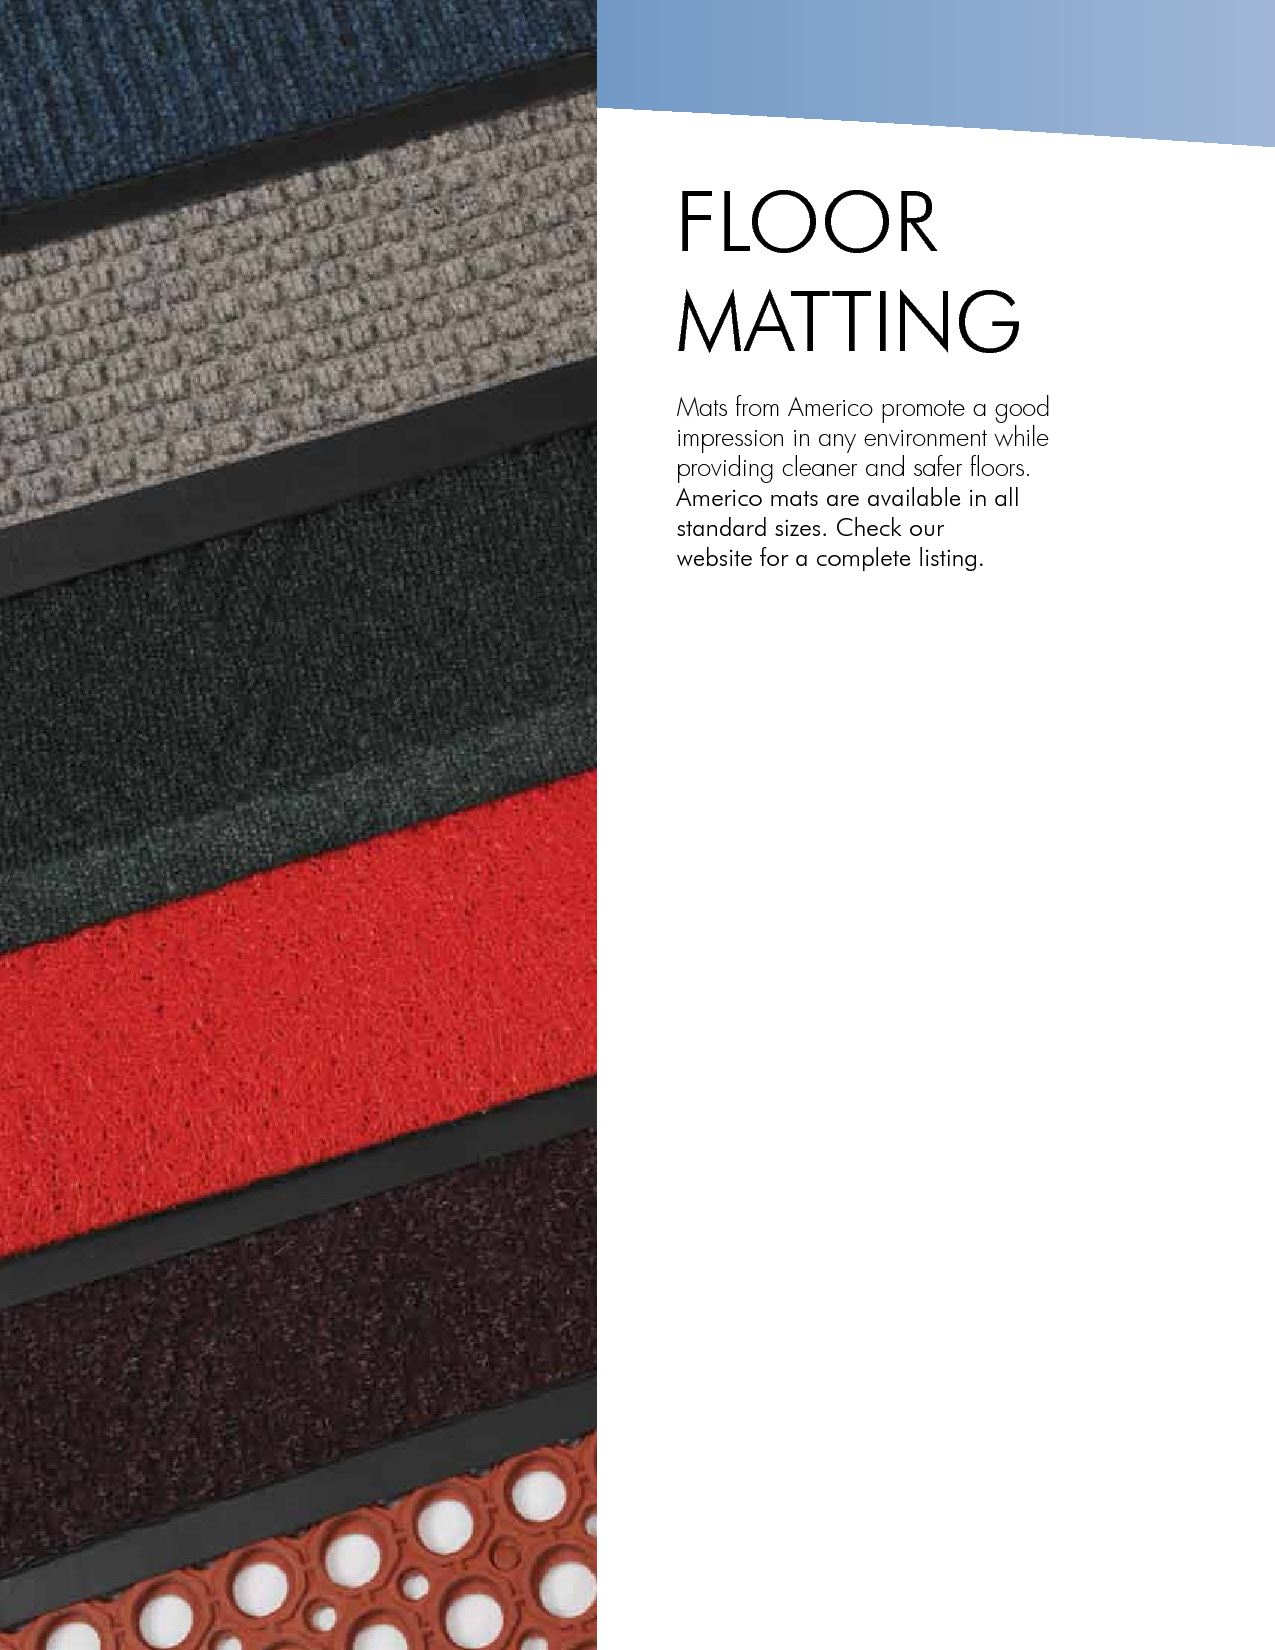 FLOOR
MATTING
Mats from Americo promote a good
impression in any environment while
providing cleaner and safer floors.
Americo mats are available in all
standard sizes. Check our
website for a complete listing.